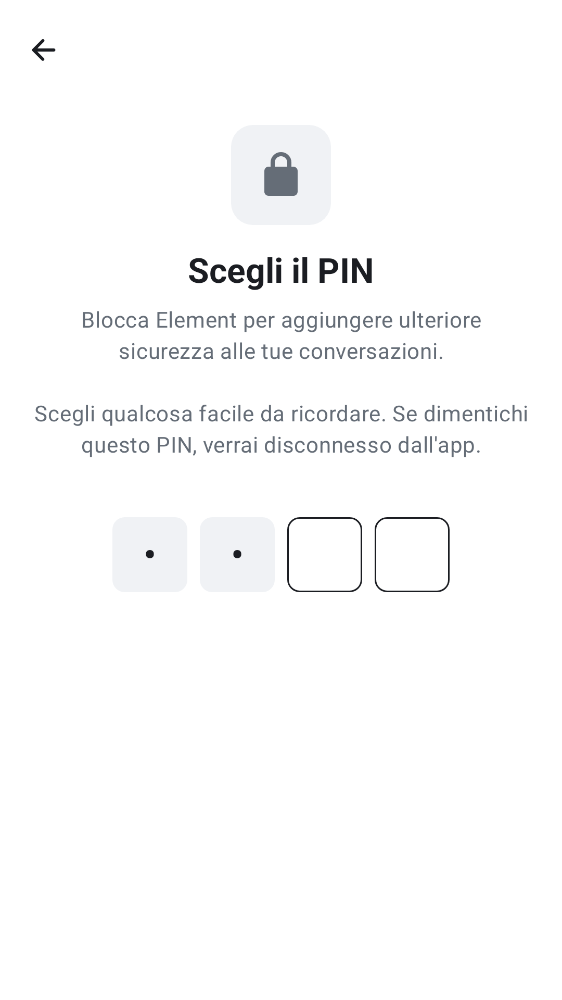 Scegli il PIN
Blocca Element per aggiungere ulteriore
sicurezza alle tue conversazioni.
Scegli qualcosa facile da ricordare. Se dimentichi
questo PIN, verrai disconnesso dall'app.